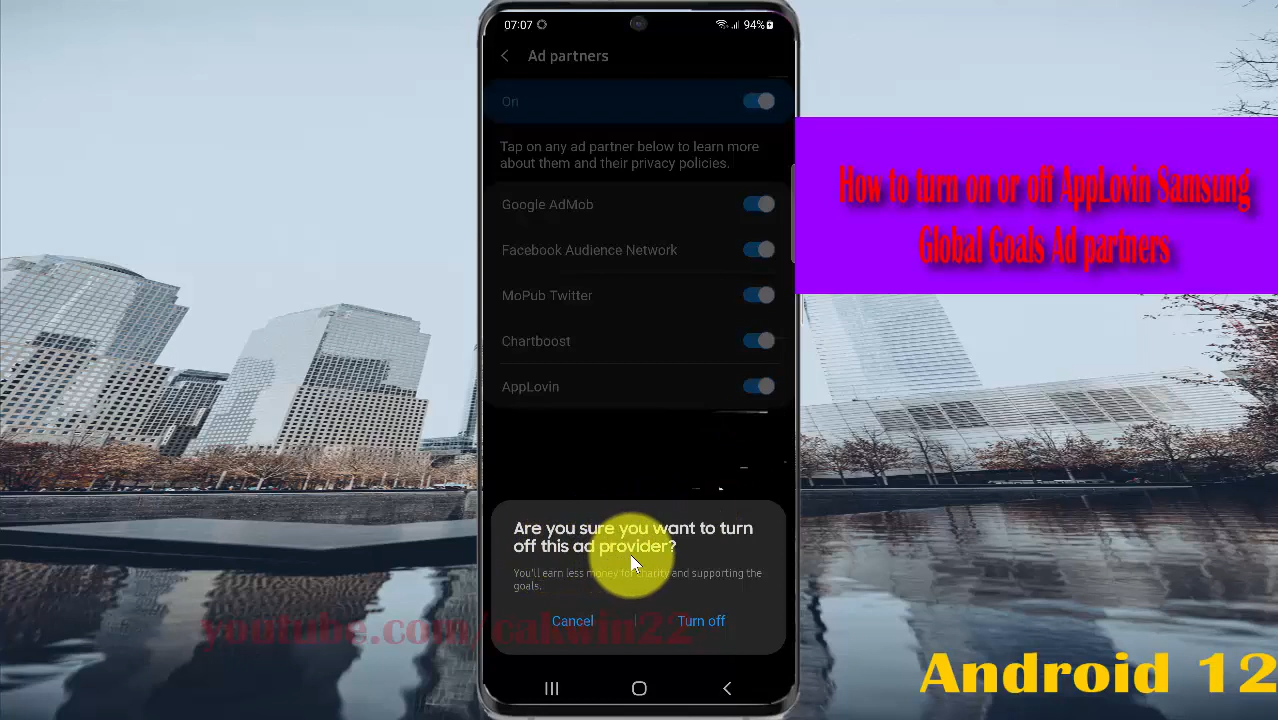 07:07
94%
Ad partners
On
Tap on any ad partner below to learn more
about them and their privacy policies.
Google AdMob
Facebook Audience Network
MoPub Twitter
Chartboost
AppLovin
Are you sure you want to turn
off this ad provider?
You'll earn less money for charity and supporting the
goals.
Cancel
Turn off
How to turn on or off AppLovin Samsung
Global Goals Ad partners
youtube.com/cakwin22
Android 12